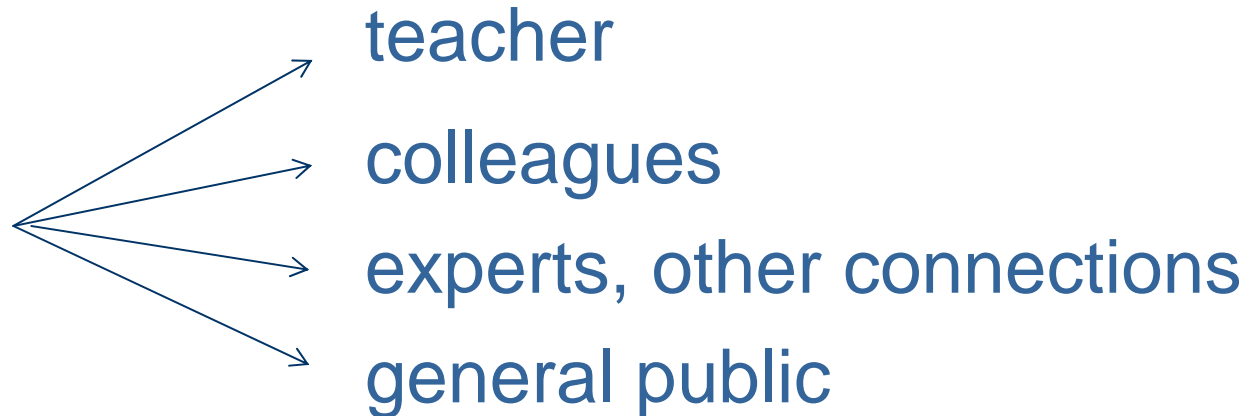 teacher
colleagues
experts, other connections
general public